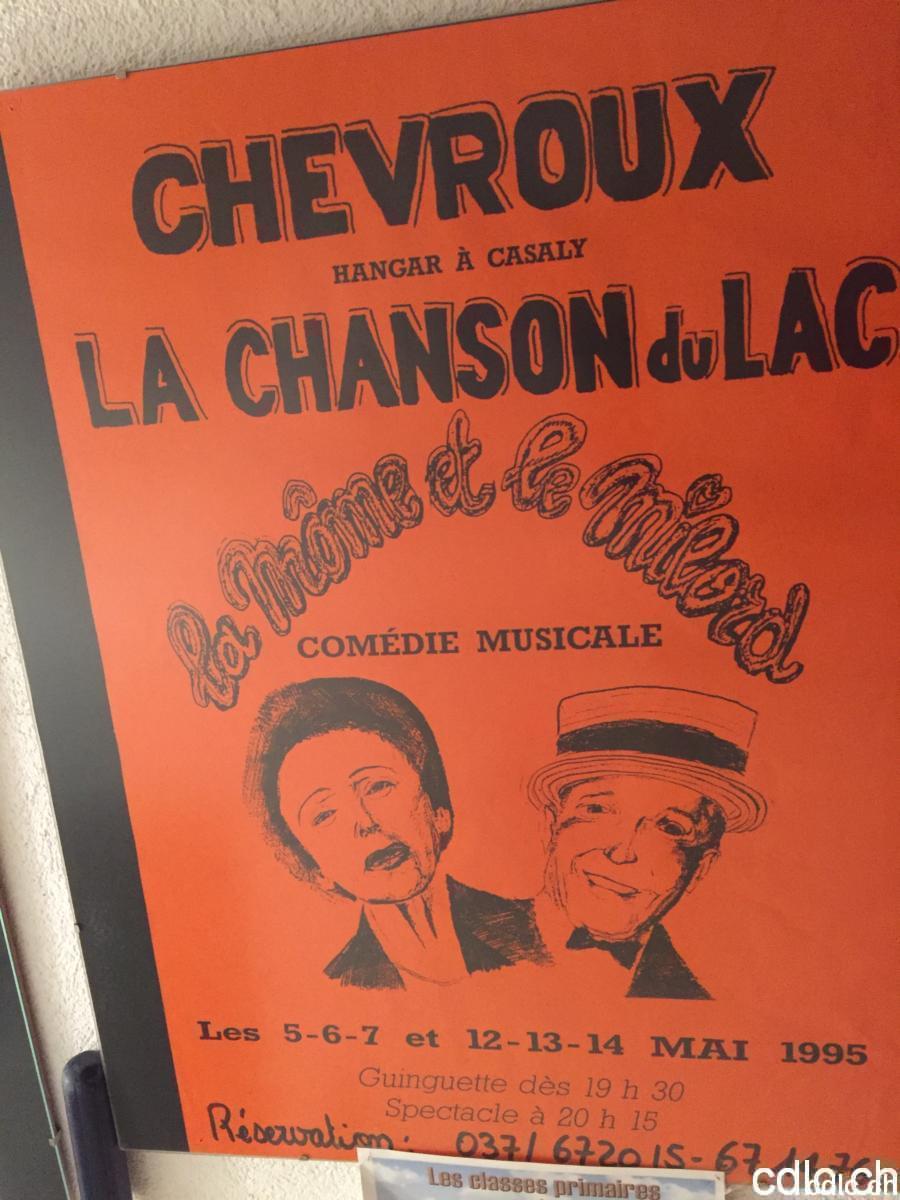 CHEVROUX
HANGAR À CASALY
LA CHANSON du LAC
la Môme et le Milord
COMÉDIE MUSICALE
Les 5-6-7 et 12-13-14 MAI 1995
Guinguette dès 19 h 30
Spectacle à 20 h 15
Réservation: 037/ 672015 - 67
Les classes primaires
cdlc.ch